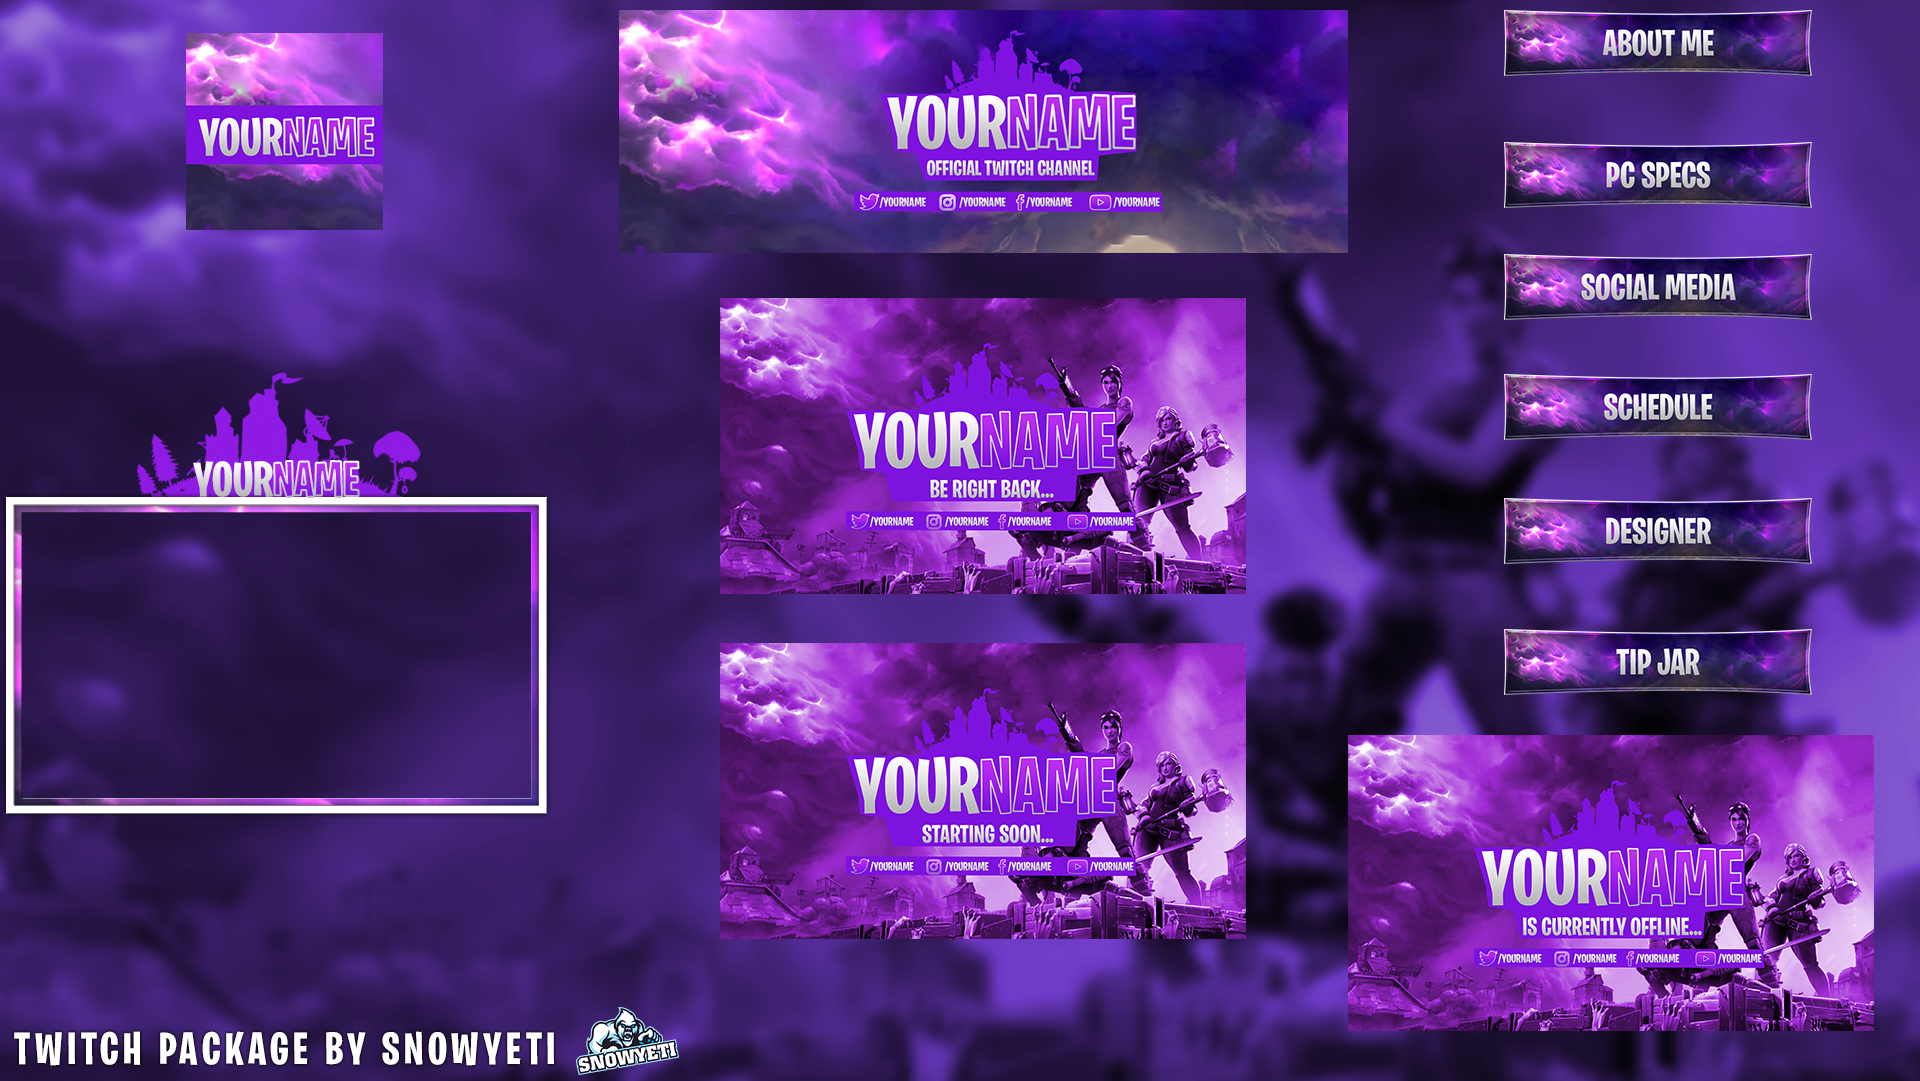 YOURNAME
YOURNAME
OFFICIAL TWITCH CHANNEL
/YOURNAME /YOURNAME /YOURNAME /YOURNAME
ABOUT ME
PC SPECS
SOCIAL MEDIA
SCHEDULE
DESIGNER
TIP JAR
YOURNAME
YOURNAME
BE RIGHT BACK...
/YOURNAME /YOURNAME /YOURNAME /YOURNAME
YOURNAME
STARTING SOON...
/YOURNAME /YOURNAME /YOURNAME /YOURNAME
YOURNAME
IS CURRENTLY OFFLINE...
/YOURNAME /YOURNAME /YOURNAME /YOURNAME
TWITCH PACKAGE BY SNOWYETI
SNOWYETI